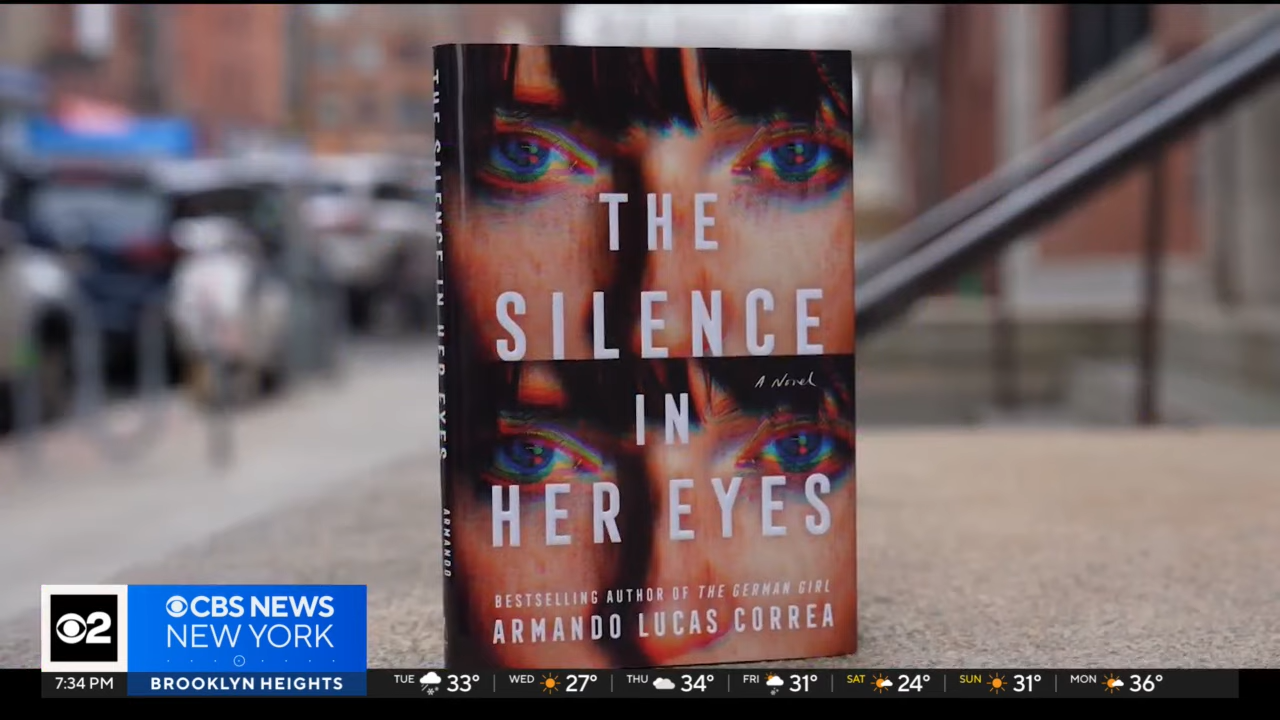 THE SILENCE IN HER EYES ARMANDO
THE
SILENCE
A Novel
IN
HER EYES
BESTSELLING AUTHOR OF THE GERMAN GIRL
ARMANDO LUCAS CORREA
2
CBS NEWS
NEW YORK
7:34 PM
BROOKLYN HEIGHTS
TUE 33° WED 27° THU 34° FRI 31° SAT 24° SUN 31° MON 36°